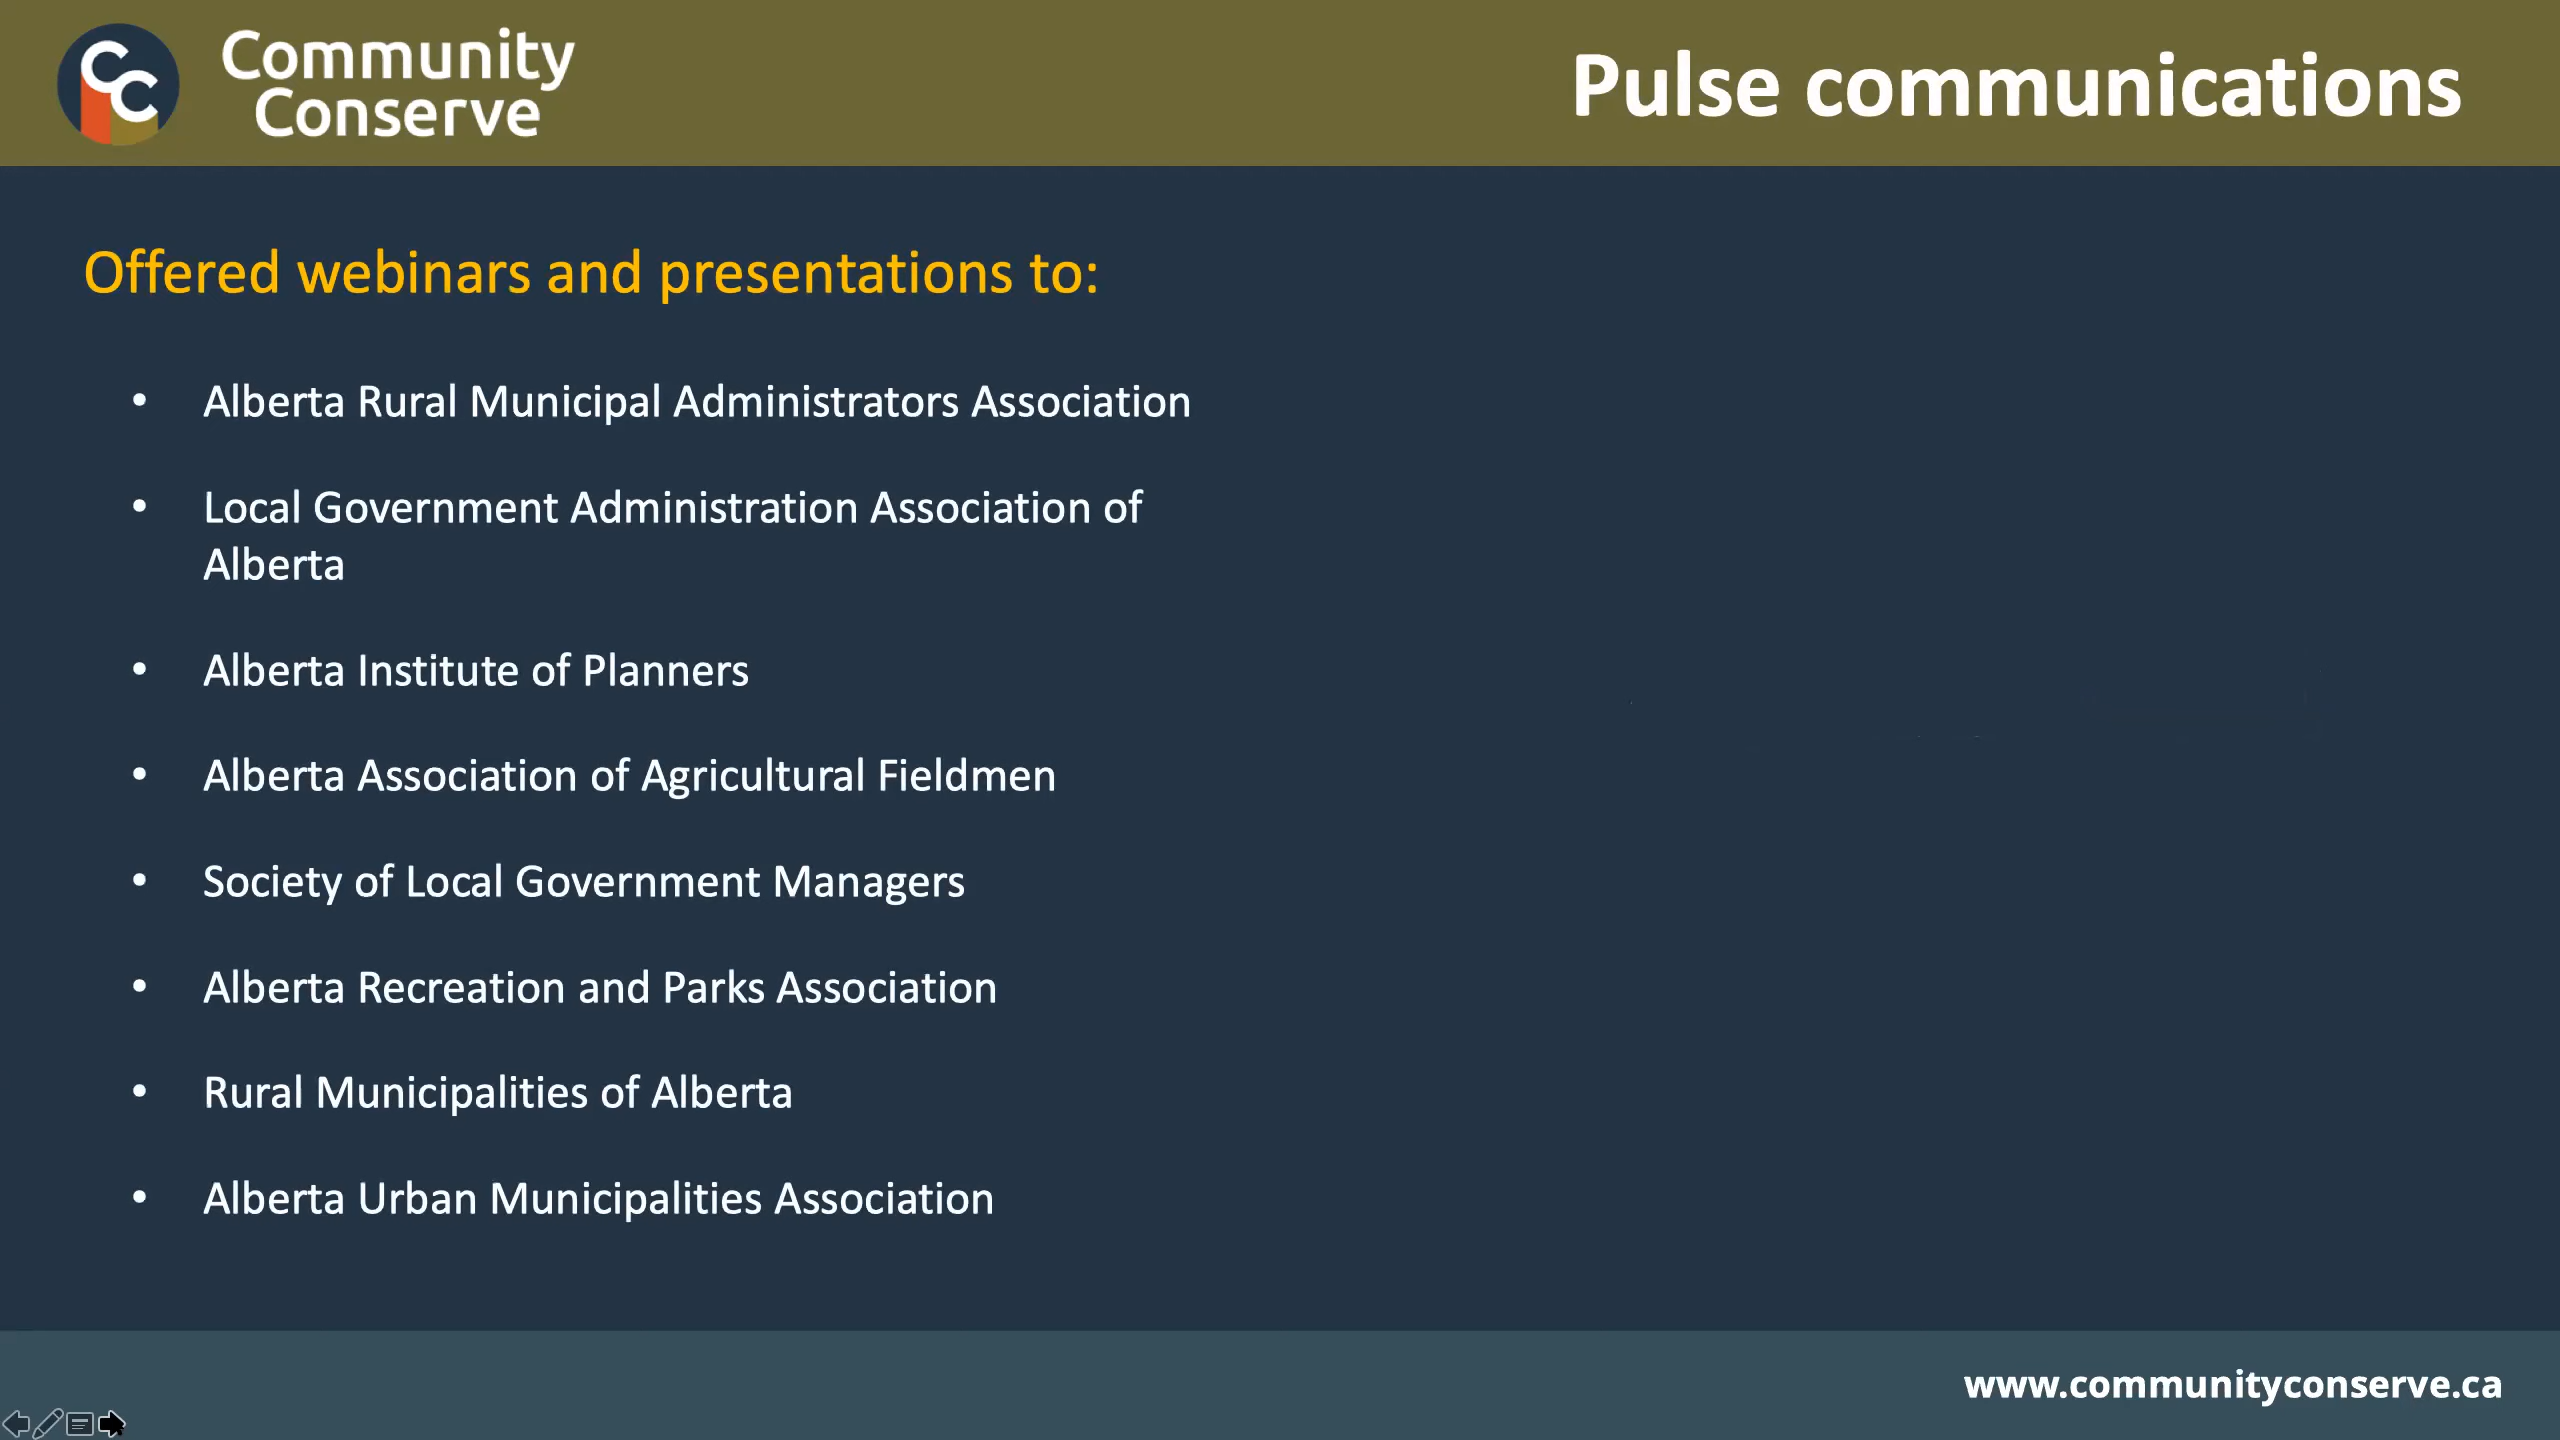 CC
Community
Conserve
Pulse communications
Offered webinars and presentations to:
• Alberta Rural Municipal Administrators Association
• Local Government Administration Association of
Alberta
• Alberta Institute of Planners
• Alberta Association of Agricultural Fieldmen
• Society of Local Government Managers
• Alberta Recreation and Parks Association
• Rural Municipalities of Alberta
• Alberta Urban Municipalities Association
www.communityconserve.ca